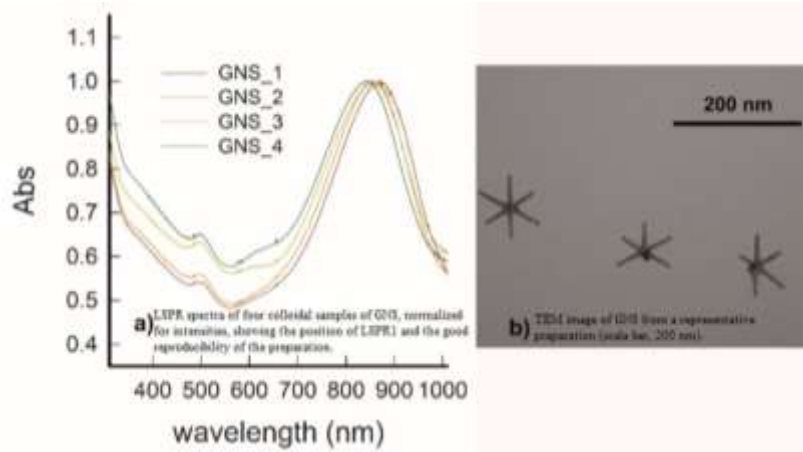 1.1
1.0
0.9
0.8
0.7
0.6
0.5
0.4
Abs
GNS_1
GNS_2
GNS_3
GNS_4
a) LSPR spectra of four colloidal samples of GNS, normalized
for intensities, showing the position of LSPR1 and the good
reproducibility of the preparation.
400 500 600 700 800 900 1000
wavelength (nm)
200 nm
b) TEM image of GNS from a representative
preparation (scale bar, 200 nm).